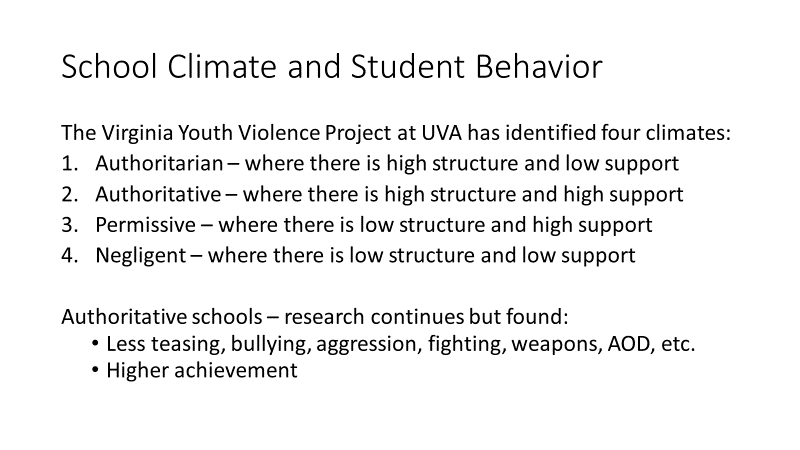 School Climate and Student Behavior
The Virginia Youth Violence Project at UVA has identified four climates:
1. Authoritarian – where there is high structure and low support
2. Authoritative – where there is high structure and high support
3. Permissive – where there is low structure and high support
4. Negligent – where there is low structure and low support
Authoritative schools – research continues but found:
• Less teasing, bullying, aggression, fighting, weapons, AOD, etc.
• Higher achievement